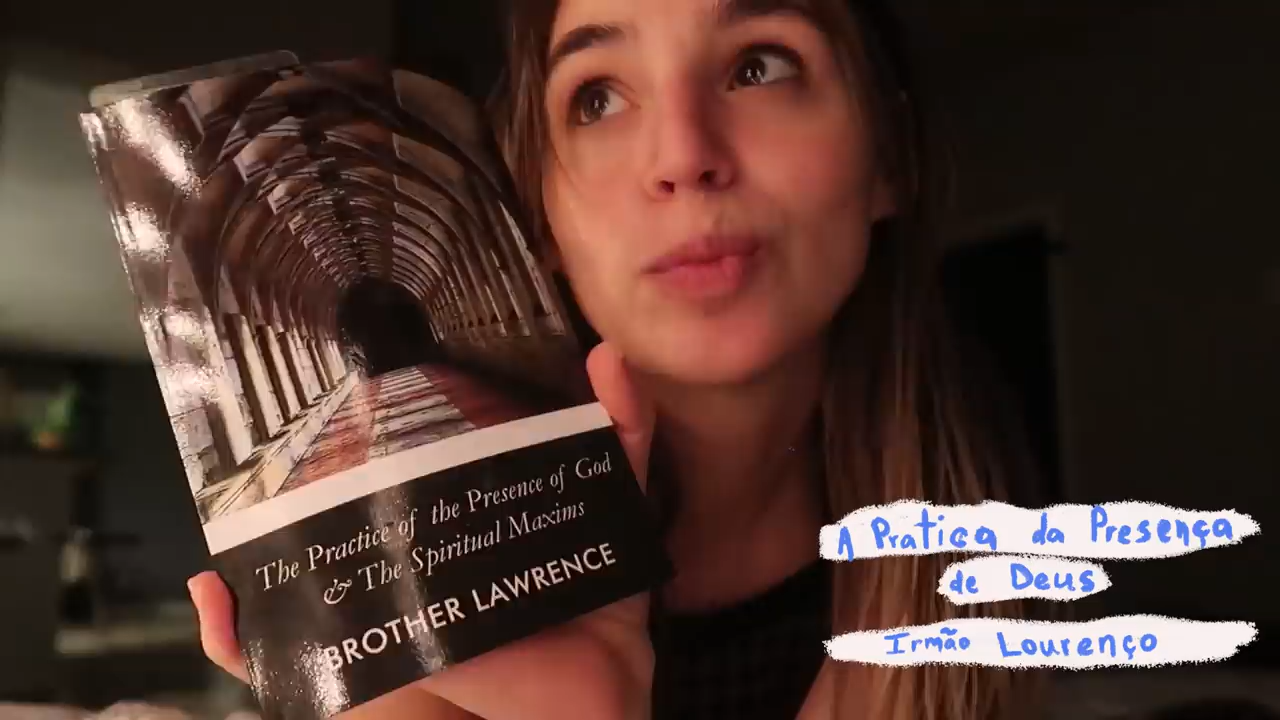 The Practice of the Presence of God
& The Spiritual Maxims
BROTHER LAWRENCE
A Pratica da Presença
de Deus
Irmão Lourenço